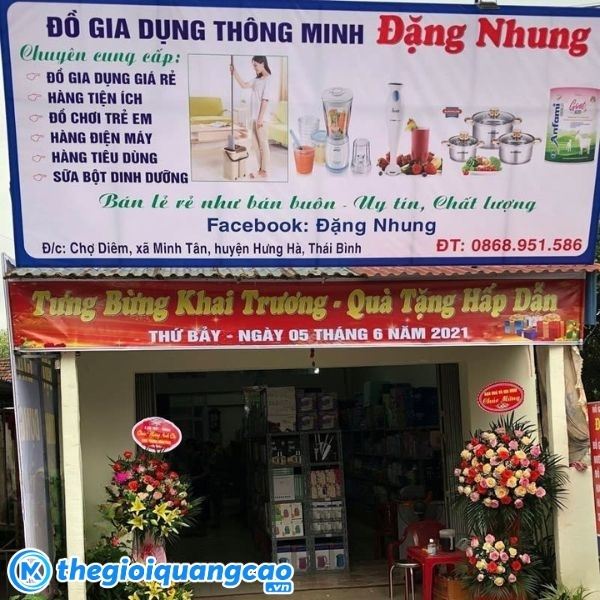 ĐỒ GIA DỤNG THÔNG MINH Đặng Nhung
Chuyên cung cấp:
ĐỒ GIA DỤNG GIÁ RẺ
HÀNG TIỆN ÍCH
ĐỒ CHƠI TRẺ EM
HÀNG ĐIỆN MÁY
HÀNG TIÊU DÙNG
SỮA BỘT DINH DƯỠNG
Bán lẻ rẻ như bán buôn - Uy tín, Chất lượng
Facebook: Đặng Nhung
Đ/c: Chợ Diêm, xã Minh Tân, huyện Hưng Hà, Thái Bình
ĐT: 0868.951.586
Tưng Bừng Khai Trương - Quà Tặng Hấp Dẫn
THỨ BẢY - NGÀY 05 THÁNG 6 NĂM 2021
Chúc Mừng
thegioiquangcao
.vn